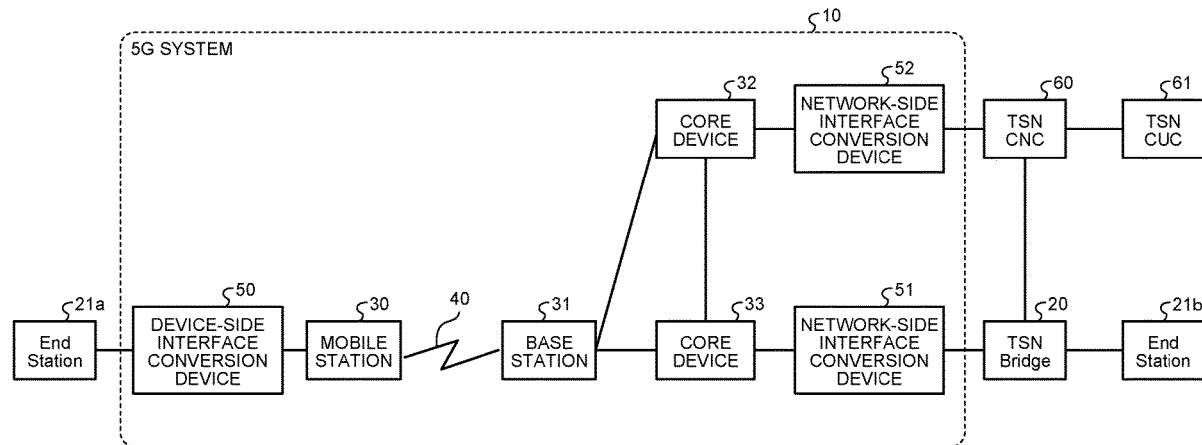 10
5G SYSTEM
32
CORE
DEVICE
52
NETWORK-SIDE
INTERFACE
CONVERSION
DEVICE
60
TSN
CNC
61
TSN
CUC
21a
End
Station
50
DEVICE-SIDE
INTERFACE
CONVERSION
DEVICE
30
MOBILE
STATION
40
31
BASE
STATION
33
CORE
DEVICE
51
NETWORK-SIDE
INTERFACE
CONVERSION
DEVICE
20
TSN
Bridge
21b
End
Station